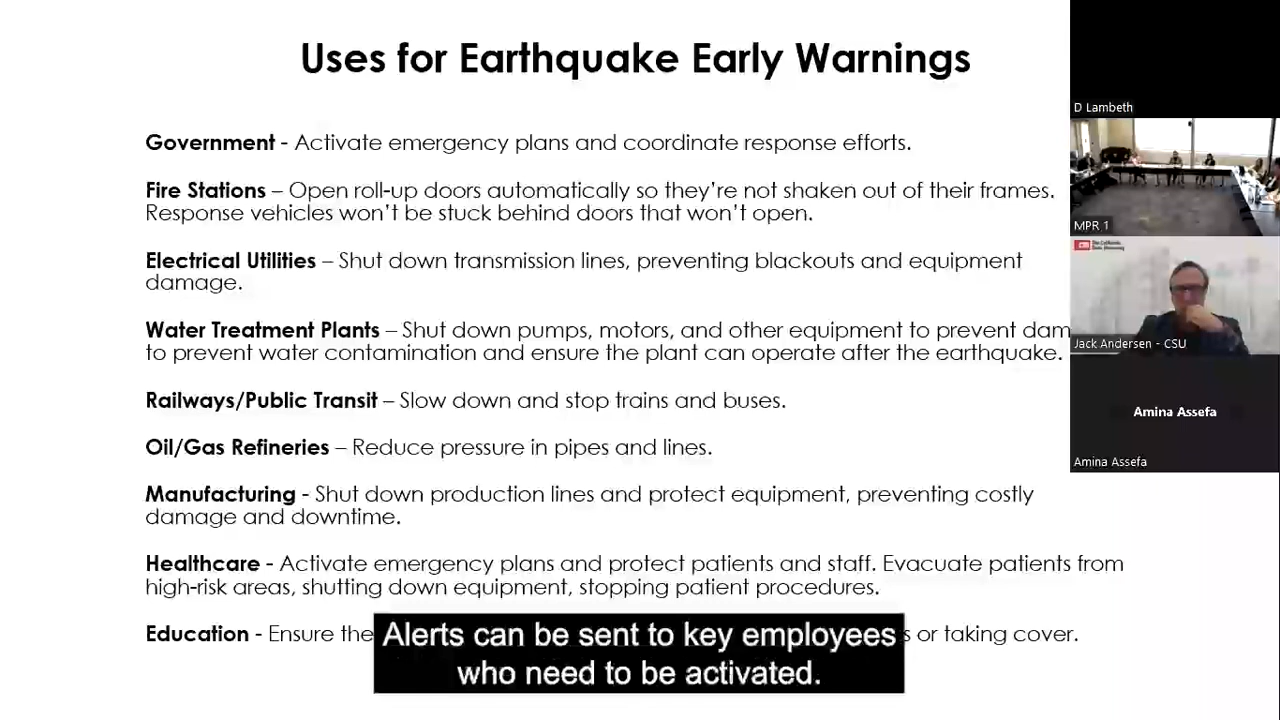 Uses for Earthquake Early Warnings
Government - Activate emergency plans and coordinate response efforts.
Fire Stations – Open roll-up doors automatically so they’re not shaken out of their frames.
Response vehicles won’t be stuck behind doors that won’t open.
Electrical Utilities – Shut down transmission lines, preventing blackouts and equipment
damage.
Water Treatment Plants – Shut down pumps, motors, and other equipment to prevent
to prevent water contamination and ensure the plant can operate after the earthquake.
Railways/Public Transit – Slow down and stop trains and buses.
Oil/Gas Refineries – Reduce pressure in pipes and lines.
Manufacturing - Shut down production lines and protect equipment, preventing costly
damage and downtime.
Healthcare - Activate emergency plans and protect patients and staff. Evacuate patients from
high-risk areas, shutting down equipment, stopping patient procedures.
Education - Ensure the
or taking cover.
Alerts can be sent to key employees
who need to be activated.
D Lambeth
MPR 1
Jack Andersen - CSU
Amina Assefa
Amina Assefa